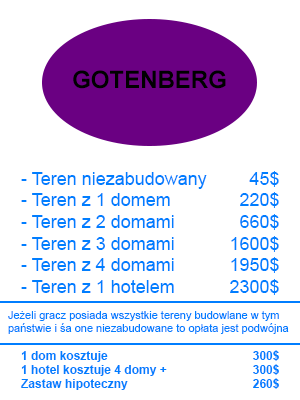 GOTENBERG
- Teren niezabudowany 45$
- Teren z 1 domem 220$
- Teren z 2 domami 660$
- Teren z 3 domami 1600$
- Teren z 4 domami 1950$
- Teren z 1 hotelem 2300$
Jeżeli gracz posiada wszystkie tereny budowlane w tym
państwie i śa one niezabudowane to opłata jest podwójna
1 dom kosztuje 300$
1 hotel kosztuje 4 domy + 300$
Zastaw hipoteczny 260$